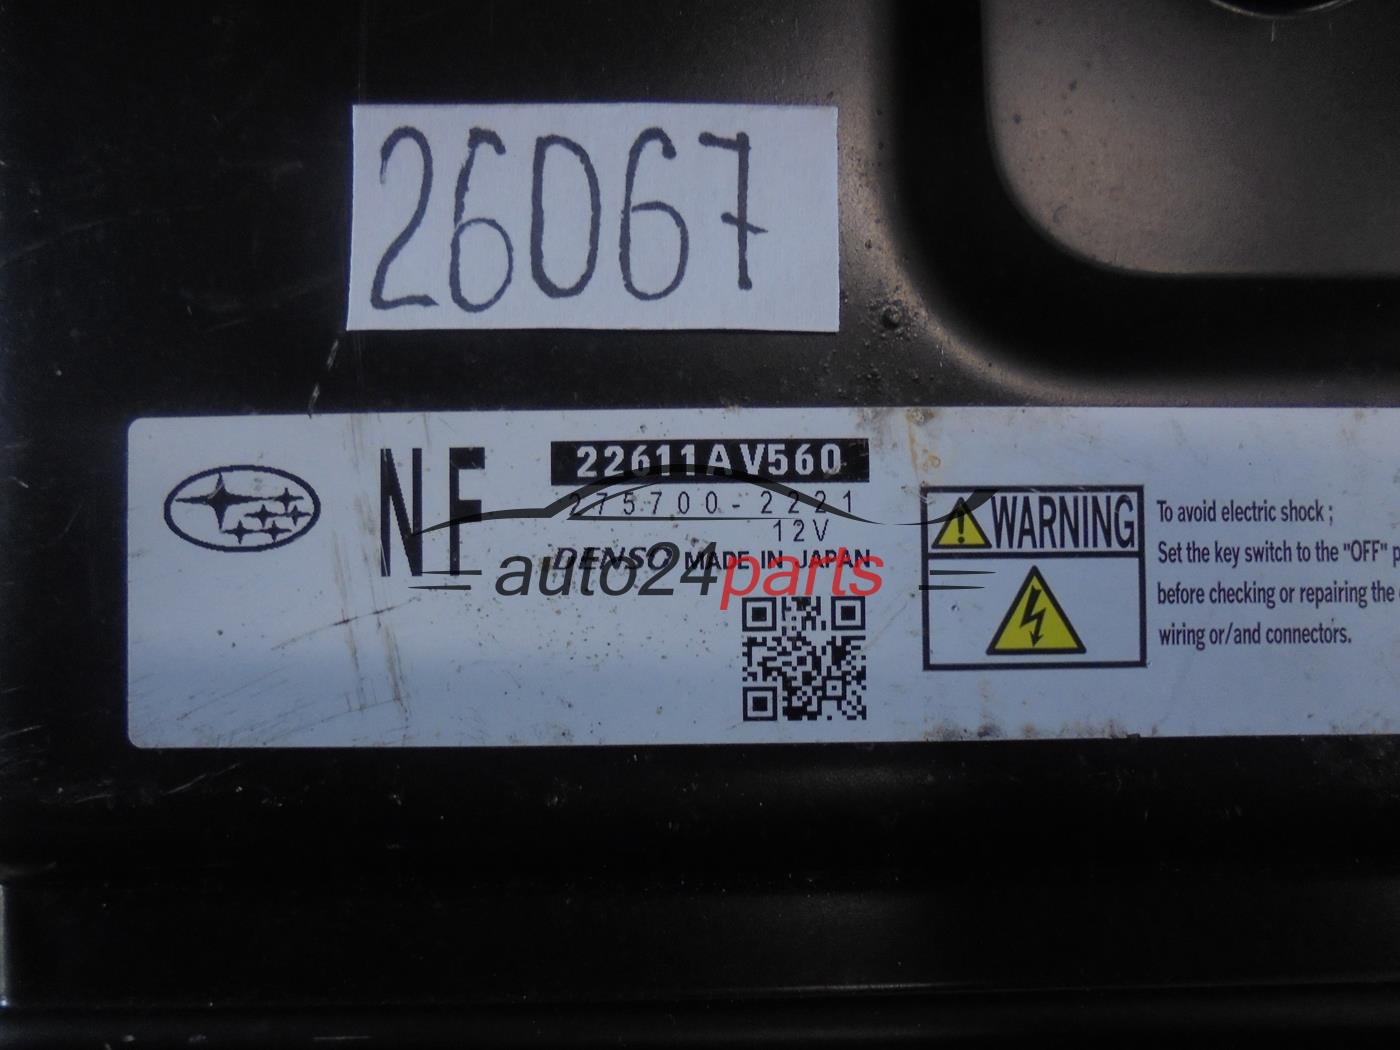 26067
NF
22611AV560
275700-2221
12V
DENSO MADE IN JAPAN
auto24parts
WARNING
To avoid electric shock ;
Set the key switch to the "OFF" p
before checking or repairing the
wiring or/and connectors.